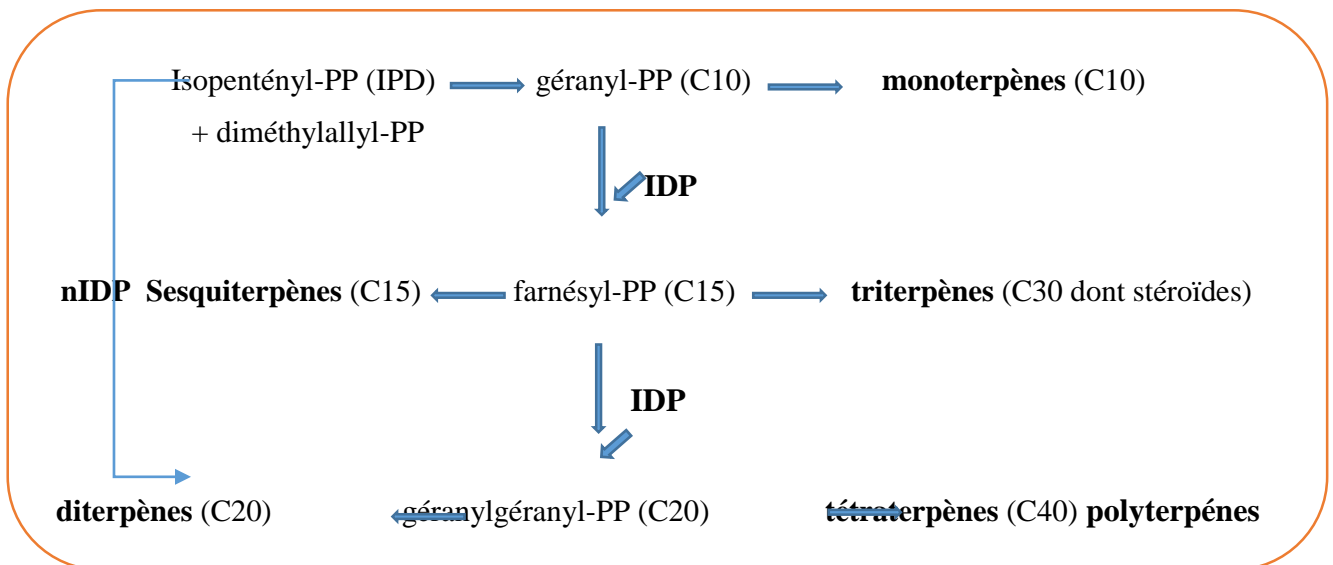 Isopentényl-PP (IPD) géranyl-PP (C10) monoterpènes (C10)
+ diméthylallyl-PP
IDP
nIDP Sesquiterpènes (C15) farnésyl-PP (C15) triterpènes (C30 dont stéroïdes)
IDP
diterpènes (C20) géranylgéranyl-PP (C20) tétraterpènes (C40) polyterpénes